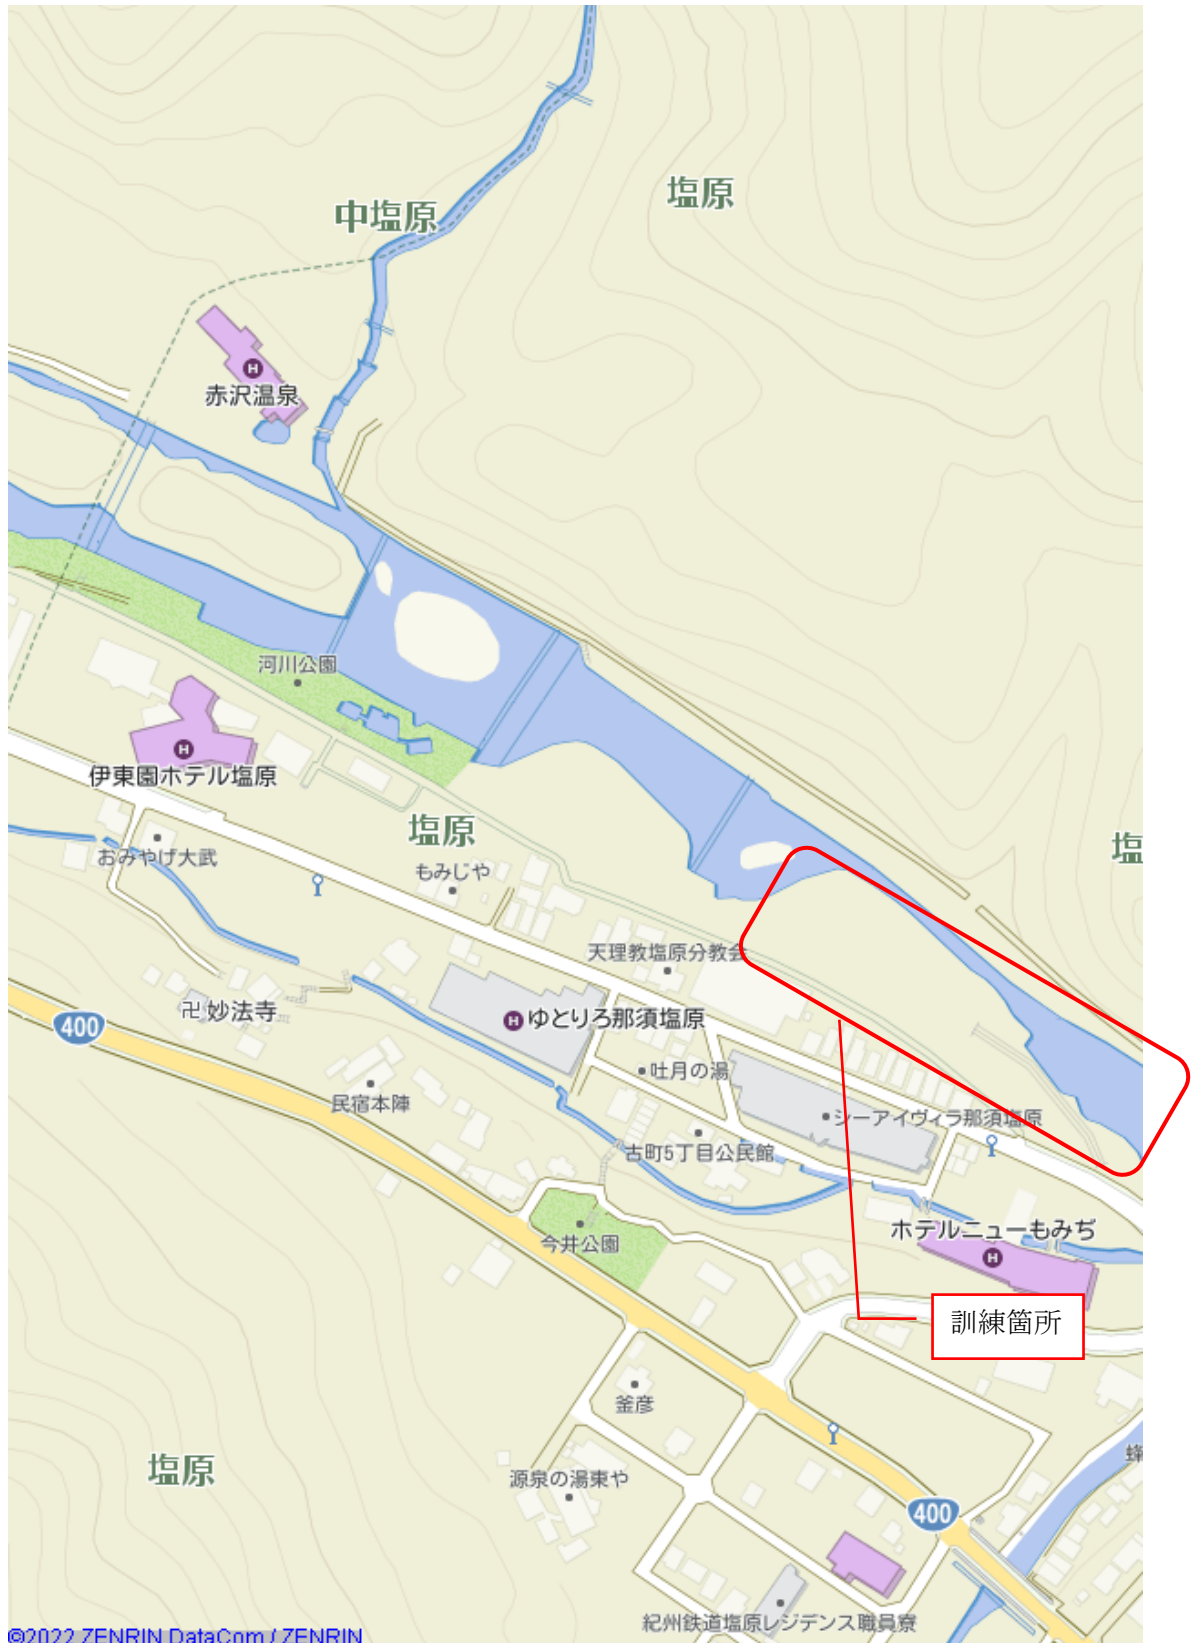 塩原
中塩原
H
赤沢温泉
河川公園
H
伊東園ホテル塩原
塩原
塩
おみやげ大武
もみじや
天理教塩原分教会
卍妙法寺
400
Hゆとりろ那須塩原
吐月の湯
民宿本陣
シーアイヴィラ那須塩原
古町5丁目公民館
今井公園
ホテルニューもみぢ
H
訓練箇所
釜彦
蜂
塩原
源泉の湯東や
400
紀州鉄道塩原レジデンス職員寮
©2022 ZENRIN DataCom / ZENRIN